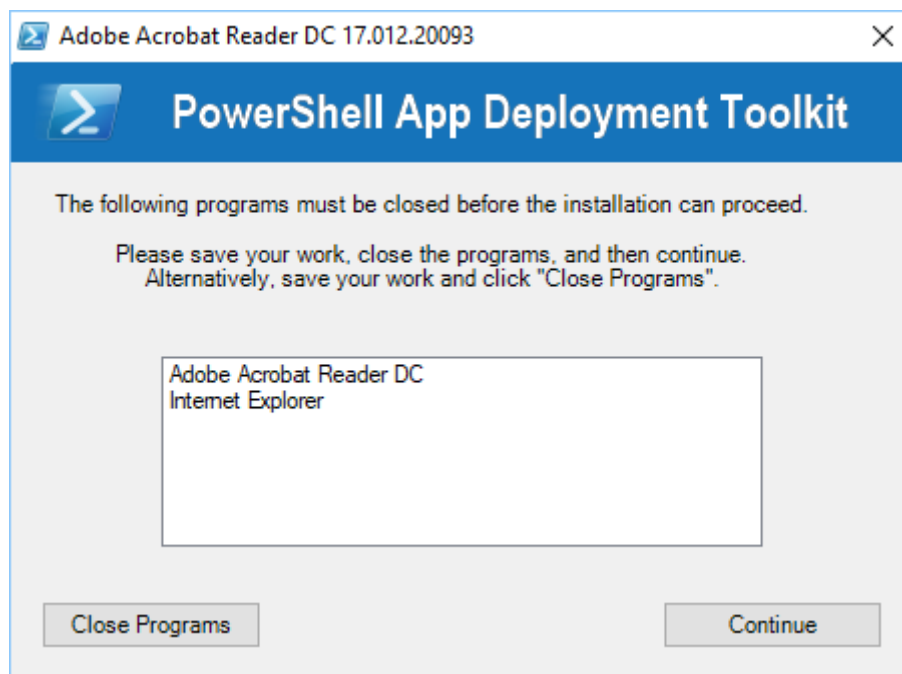 Adobe Acrobat Reader DC 17.012.20093
PowerShell App Deployment Toolkit
The following programs must be closed before the installation can proceed.
Please save your work, close the programs, and then continue.
Alternatively, save your work and click "Close Programs".
Adobe Acrobat Reader DC
Internet Explorer
Close Programs
Continue